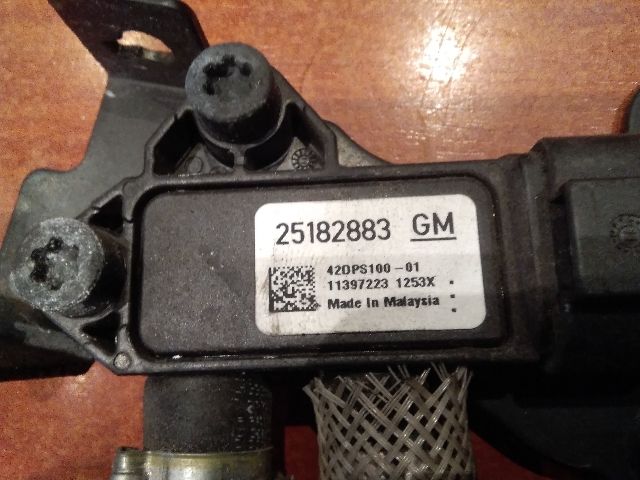 25182883 GM
42DPS100-01
11397223 1253X
Made In Malaysia